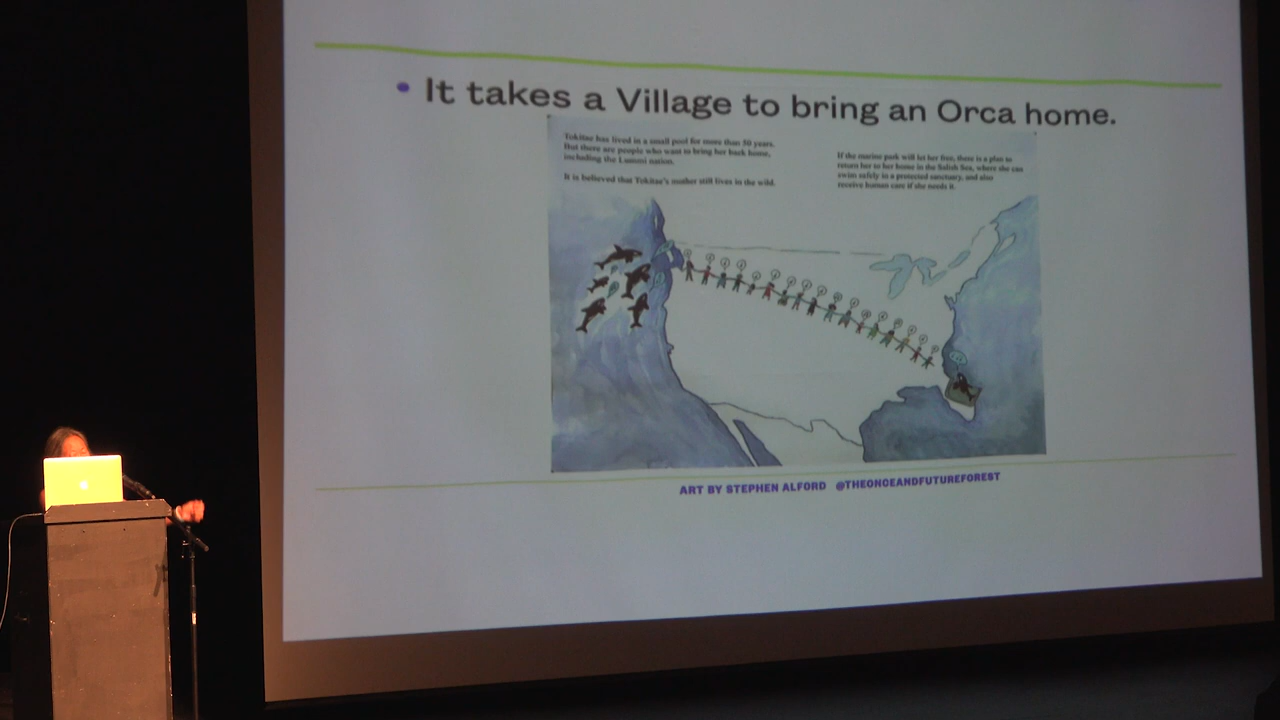 • It takes a Village to bring an Orca home.
Tokitae has lived in a small pool for more than 50 years.
But there are people who want to bring her back home,
including the Lummi nation.
It is believed that Tokitae's mother still lives in the wild.
If the marine park will let her free, there is a plan to
return her to her home in the Salish Sea, where she can
swim safely in a protected sanctuary, and also
receive human care if she needs it.
ART BY STEPHEN ALFORD @THEONCEANDFUTUREFOREST